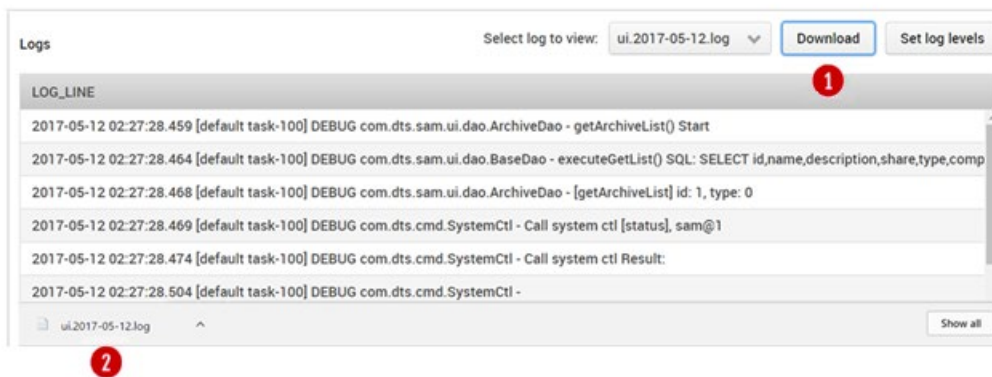 Logs
Select log to view: ui.2017-05-12.log Download Set log levels
1
LOG_LINE
2017-05-12 02:27:28.459 [default task-100] DEBUG com.dts.sam.ui.dao.ArchiveDao - getArchiveList() Start
2017-05-12 02:27:28.464 [default task-100] DEBUG com.dts.sam.ui.dao.BaseDao - executeGetList() SQL: SELECT id,name,description,share,type,comp
2017-05-12 02:27:28.468 [default task-100] DEBUG com.dts.sam.ui.dao.ArchiveDao - [getArchiveList] id: 1, type: 0
2017-05-12 02:27:28.469 [default task-100] DEBUG com.dts.cmd.SystemCtl - Call system ctl [status], sam@1
2017-05-12 02:27:28.474 [default task-100] DEBUG com.dts.cmd.SystemCtl - Call system ctl Result:
2017-05-12 02:27:28.504 [default task-100] DEBUG com.dts.cmd.SystemCtl -
ui.2017-05-12.log Show all
2